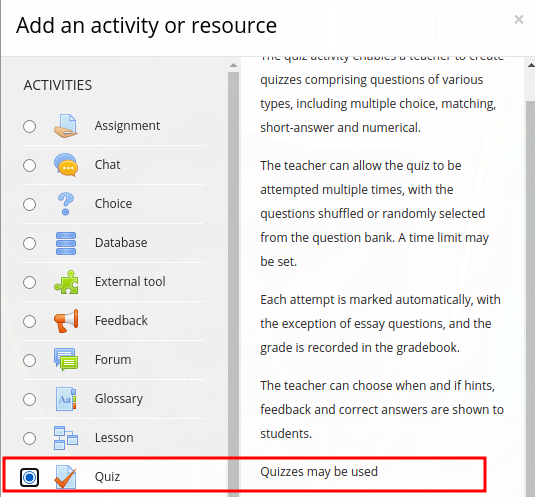 Add an activity or resource
×
ACTIVITIES
Assignment
Chat
Choice
Database
External tool
Feedback
Forum
Glossary
Lesson
Quiz
The quiz activity enables a teacher to create
quizzes comprising questions of various
types, including multiple choice, matching,
short-answer and numerical.
The teacher can allow the quiz to be
attempted multiple times, with the
questions shuffled or randomly selected
from the question bank. A time limit may
be set.
Each attempt is marked automatically, with
the exception of essay questions, and the
grade is recorded in the gradebook.
The teacher can choose when and if hints,
feedback and correct answers are shown to
students.
Quizzes may be used